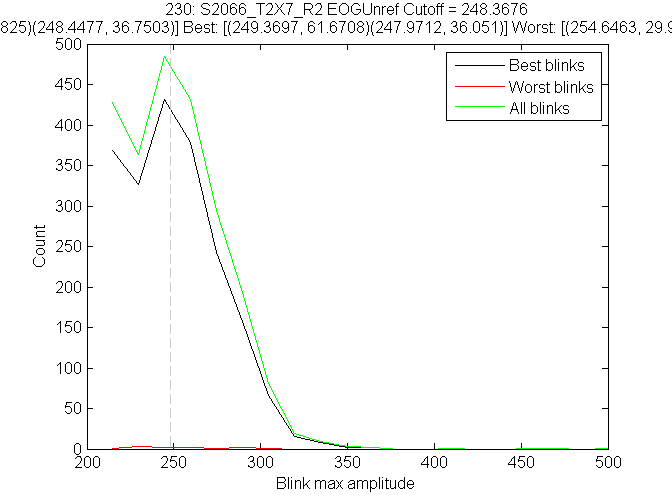 230: S2066_T2X7_R2 EOGUnref Cutoff = 248.3676
825)(248.4477, 36.7503)] Best: [(249.3697, 61.6708)(247.9712, 36.051)] Worst: [(254.6463, 29.9
500
450
400
350
300
250
200
150
100
50
0
Count
Best blinks
Worst blinks
All blinks
200 250 300 350 400 450 500
Blink max amplitude